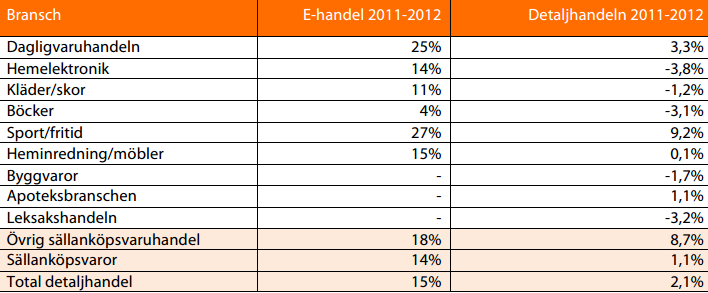 Bransch E-handel 2011-2012 Detaljhandeln 2011-2012
Dagligvaruhandeln 25% 3,3%
Hemelektronik 14% -3,8%
Kläder/skor 11% -1,2%
Böcker 4% -3,1%
Sport/fritid 27% 9,2%
Heminredning/möbler 15% 0,1%
Byggvaror - -1,7%
Apoteksbranschen - 1,1%
Leksakshandeln - -3,2%
Övrig sällanköpsvaruhandel 18% 8,7%
Sällanköpsvaror 14% 1,1%
Total detaljhandel 15% 2,1%